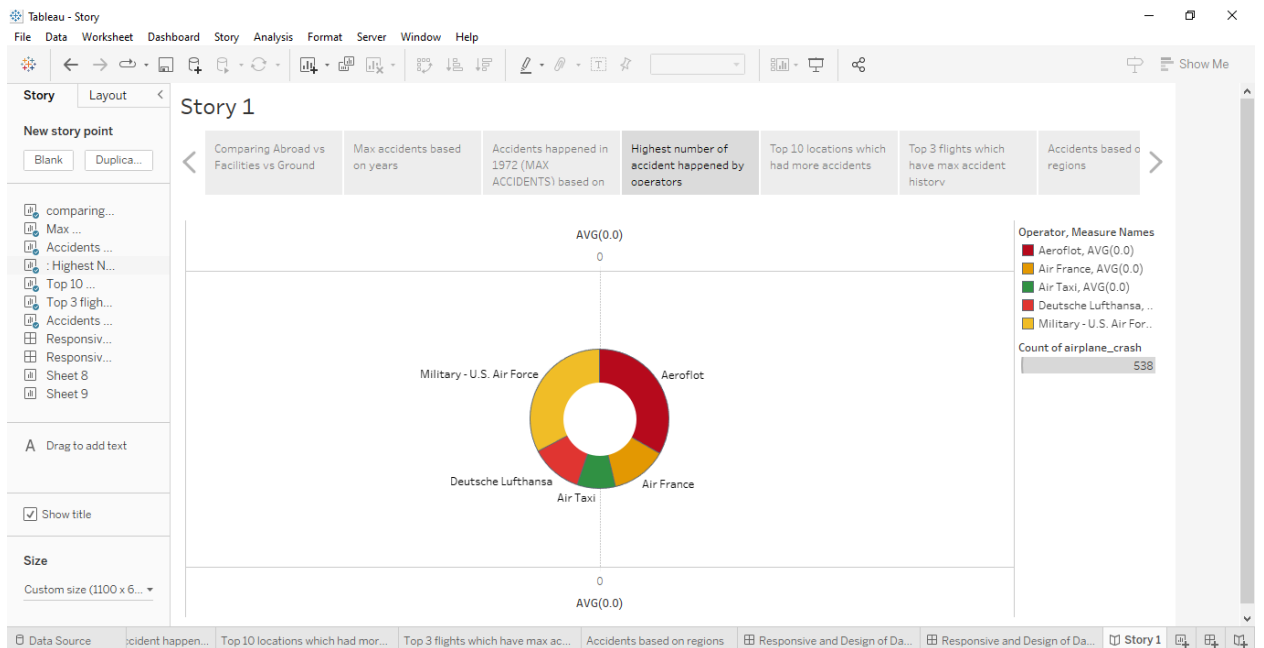 Tableau - Story
File Data Worksheet Dashboard Story Analysis Format Server Window Help
Show Me
Story Layout
New story point
Blank Duplica...
comparing...
Max ...
Accidents ...
: Highest N...
Top 10 ...
Top 3 fligh...
Accidents ...
Responsiv...
Responsiv...
Sheet 8
Sheet 9
A Drag to add text
Show title
Size
Custom size (1100 x 6...
Story 1
Comparing Abroad vs
Facilities vs Ground
Max accidents based
on years
Accidents happened in
1972 (MAX
ACCIDENTS) based on
Highest number of
accident happened by
operators
Top 10 locations which
had more accidents
Top 3 flights which
have max accident
history
Accidents based o
regions
AVG(0.0)
0
Military - U.S. Air Force
Aeroflot
Deutsche Lufthansa
Air France
Air Taxi
0
AVG(0.0)
Operator, Measure Names
Aeroflot, AVG(0.0)
Air France, AVG(0.0)
Air Taxi, AVG(0.0)
Deutsche Lufthansa, ..
Military - U.S. Air For..
Count of airplane_crash
538
Data Source ccident happen... Top 10 locations which had mor... Top 3 flights which have max ac... Accidents based on regions Responsive and Design of Da... Responsive and Design of Da... Story 1